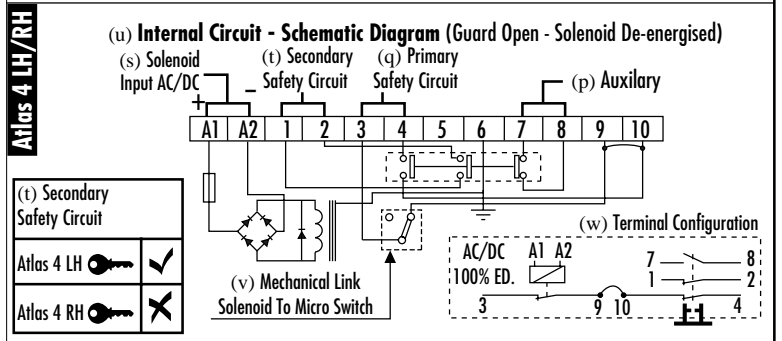 Atlas 4 LH/RH
(u) Internal Circuit - Schematic Diagram (Guard Open - Solenoid De-energised)
(s) Solenoid
Input AC/DC
+ −
(t) Secondary
Safety Circuit
(q) Primary
Safety Circuit
(p) Auxilary
A1 A2 1 2 3 4 5 6 7 8 9 10
(t) Secondary
Safety Circuit
Atlas 4 LH ✓
Atlas 4 RH ✗
(v) Mechanical Link
Solenoid To Micro Switch
(w) Terminal Configuration
AC/DC A1 A2
100% ED.
7 8
1 2
3 9 10 4